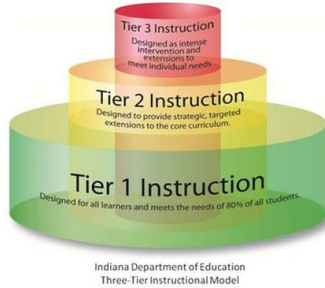 Tier 3 Instruction
Designed as intense
intervention and
extensions to
meet individual needs
Tier 2 Instruction
Designed to provide strategic, targeted
extensions to the core curriculum.
Tier 1 Instruction
Designed for all learners and meets the needs of 80% of all students.
Indiana Department of Education
Three-Tier Instructional Model